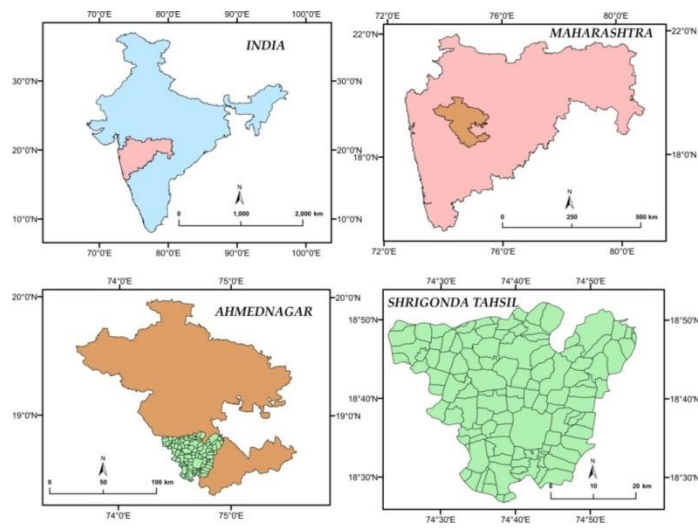 INDIA
70°0'E 80°0'E 90°0'E 100°0'E
30°0'N 30°0'N
20°0'N 20°0'N
10°0'N 10°0'N
N
0 1,000 2,000 km
70°0'E 80°0'E 90°0'E 100°0'E
MAHARASHTRA
72°0'E 76°0'E 80°0'E
22°0'N 22°0'N
18°0'N 18°0'N
N
0 250 500 km
72°0'E 76°0'E 80°0'E
AHMEDNAGAR
74°0'E 75°0'E
20°0'N 20°0'N
19°0'N 19°0'N
N
0 50 100 km
74°0'E 75°0'E
SHRIGONDA TAHSIL
74°30'E 74°40'E 74°50'E
18°50'N 18°50'N
18°40'N 18°40'N
18°30'N 18°30'N
N
0 10 20 km
74°30'E 74°40'E 74°50'E